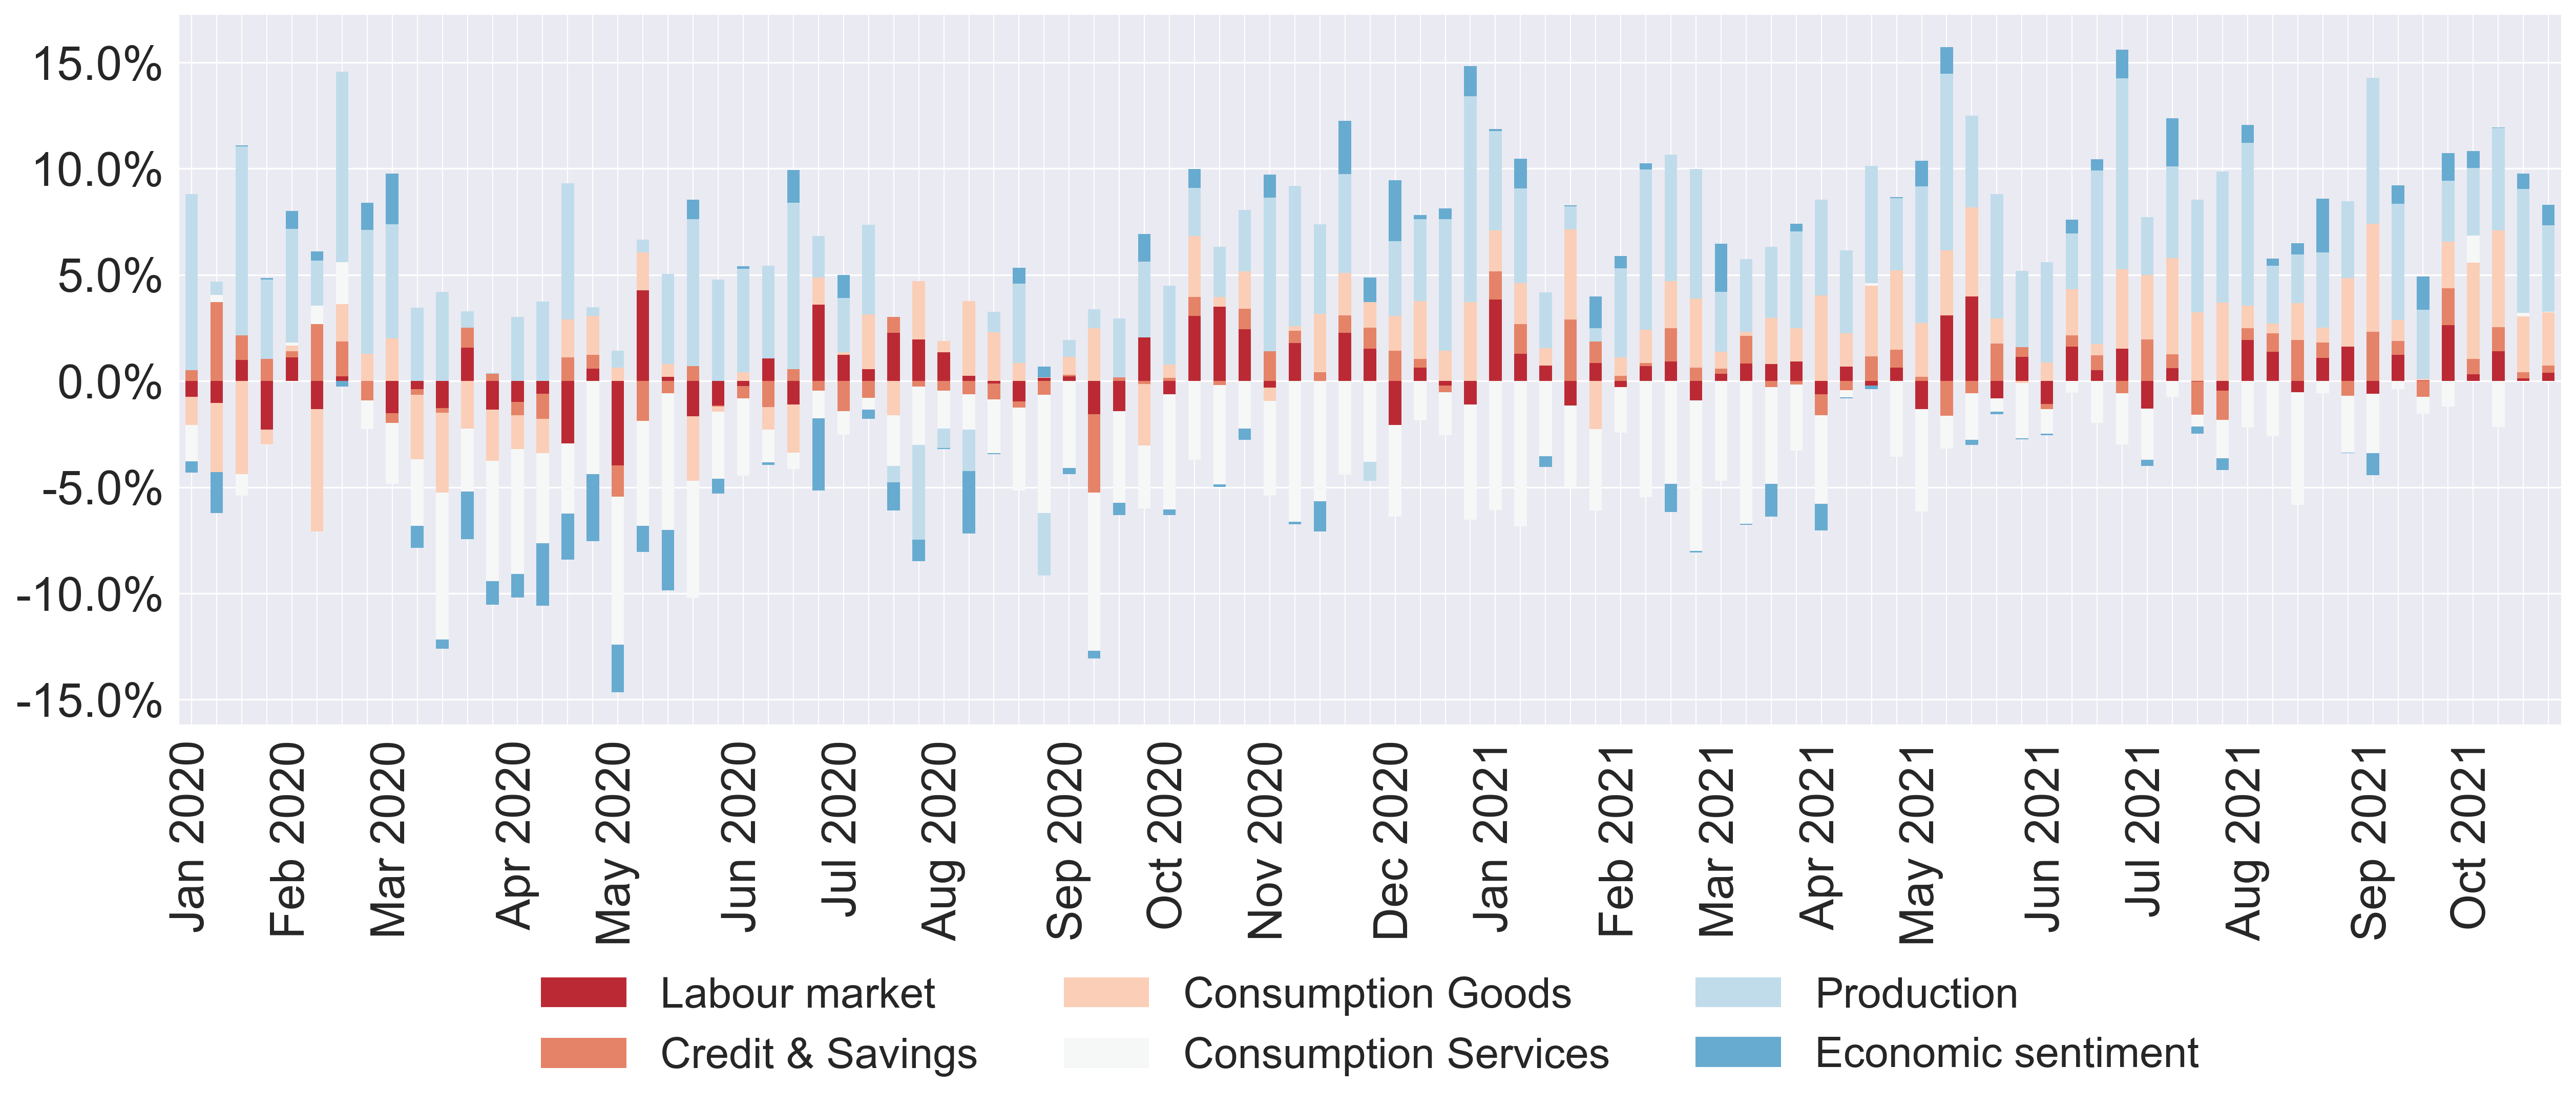 15.0%
10.0%
5.0%
0.0%
-5.0%
-10.0%
-15.0%
Jan 2020
Feb 2020
Mar 2020
Apr 2020
May 2020
Jun 2020
Jul 2020
Aug 2020
Sep 2020
Oct 2020
Nov 2020
Dec 2020
Jan 2021
Feb 2021
Mar 2021
Apr 2021
May 2021
Jun 2021
Jul 2021
Aug 2021
Sep 2021
Oct 2021
Labour market
Consumption Goods
Production
Credit & Savings
Consumption Services
Economic sentiment